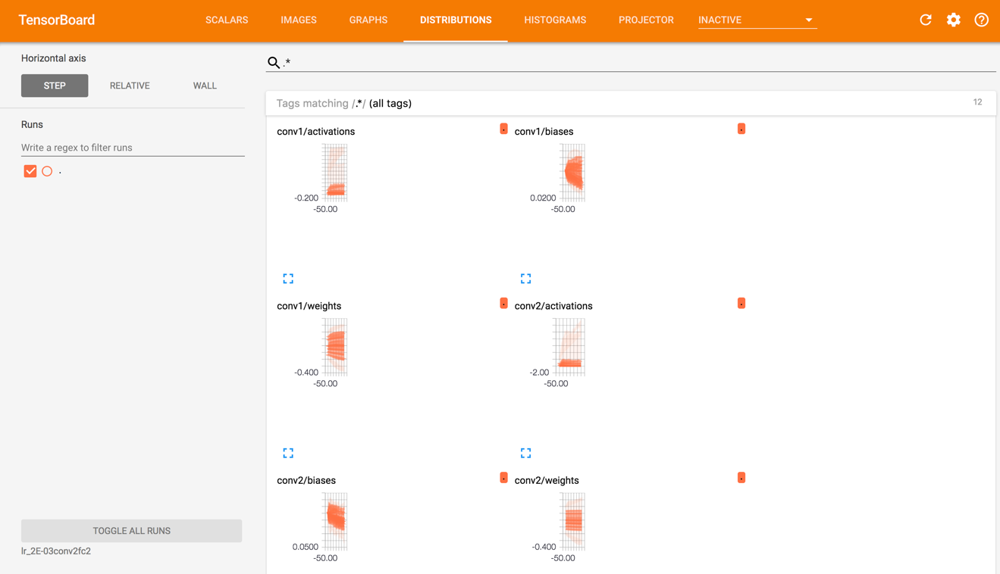 TensorBoard SCALARS IMAGES GRAPHS DISTRIBUTIONS HISTOGRAMS PROJECTOR INACTIVE
Horizontal axis
STEP RELATIVE WALL
Runs
Write a regex to filter runs
.
TOGGLE ALL RUNS
lr_2E-03conv2fc2
.*
Tags matching /.*/ (all tags) 12
conv1/activations .
-0.200
-50.00
conv1/biases .
0.0200
-50.00
conv1/weights .
-0.400
-50.00
conv2/activations .
-2.00
-50.00
conv2/biases .
0.0500
-50.00
conv2/weights .
-0.400
-50.00